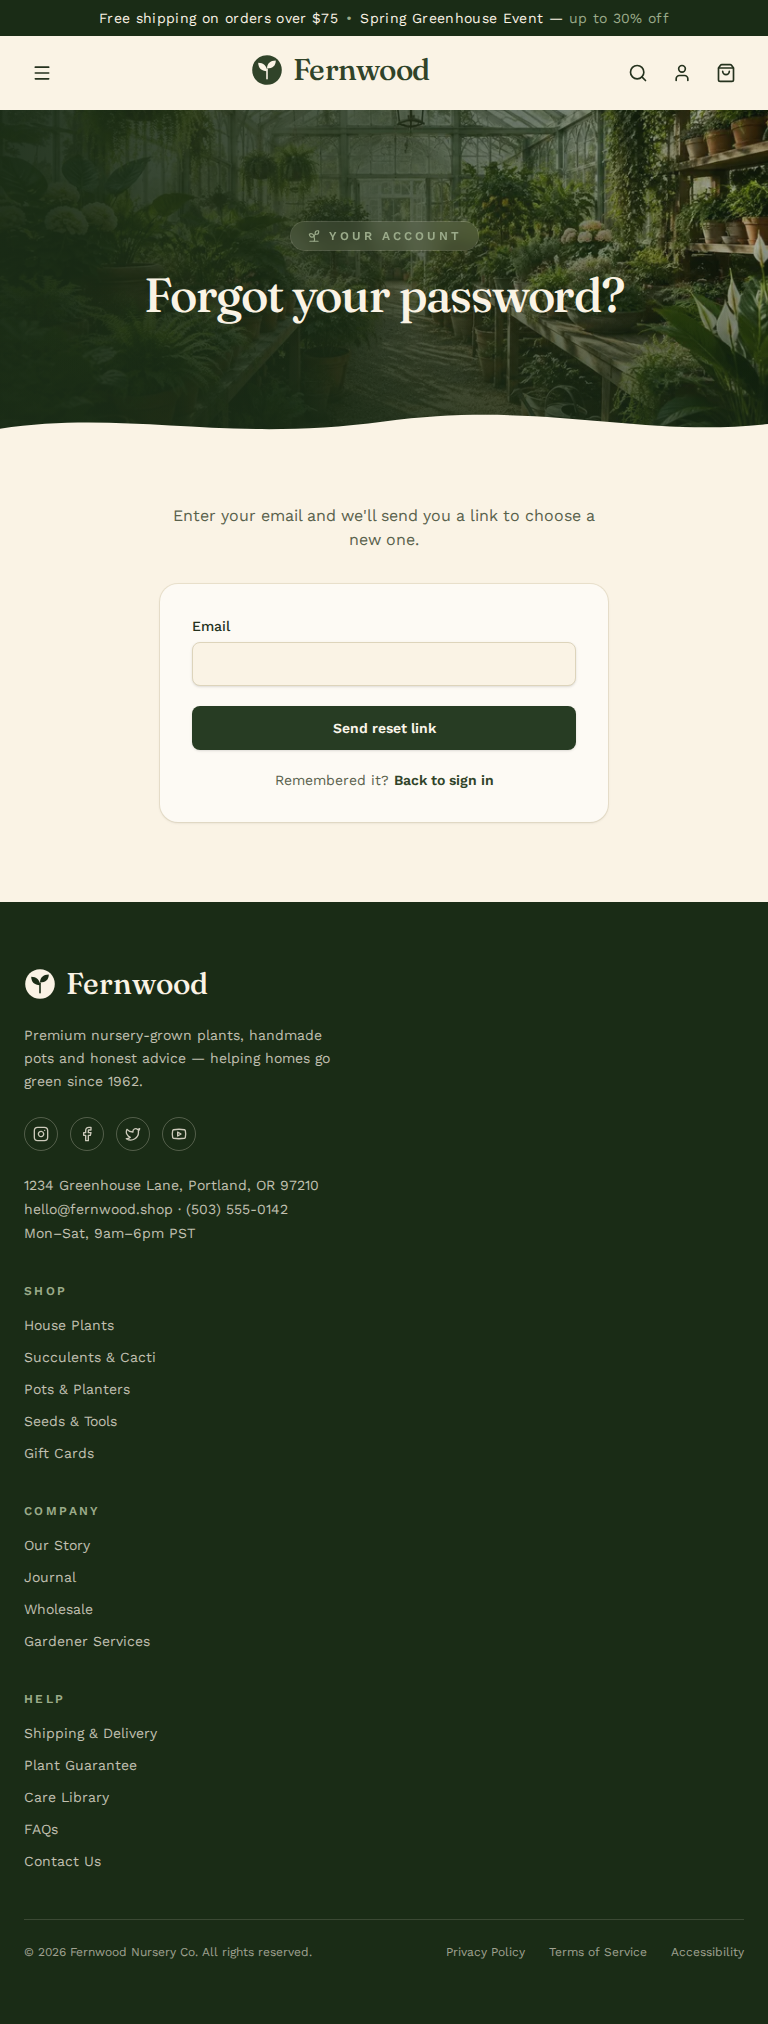 Free shipping on orders over $75 • Spring Greenhouse Event — up to 30% off
Fernwood
YOUR ACCOUNT
Forgot your password?
Enter your email and we'll send you a link to choose a
new one.
Email
Send reset link
Remembered it? Back to sign in
Fernwood
Premium nursery-grown plants, handmade
pots and honest advice — helping homes go
green since 1962.
1234 Greenhouse Lane, Portland, OR 97210
hello@fernwood.shop · (503) 555-0142
Mon–Sat, 9am–6pm PST
SHOP
House Plants
Succulents & Cacti
Pots & Planters
Seeds & Tools
Gift Cards
COMPANY
Our Story
Journal
Wholesale
Gardener Services
HELP
Shipping & Delivery
Plant Guarantee
Care Library
FAQs
Contact Us
© 2026 Fernwood Nursery Co. All rights reserved. Privacy Policy Terms of Service Accessibility